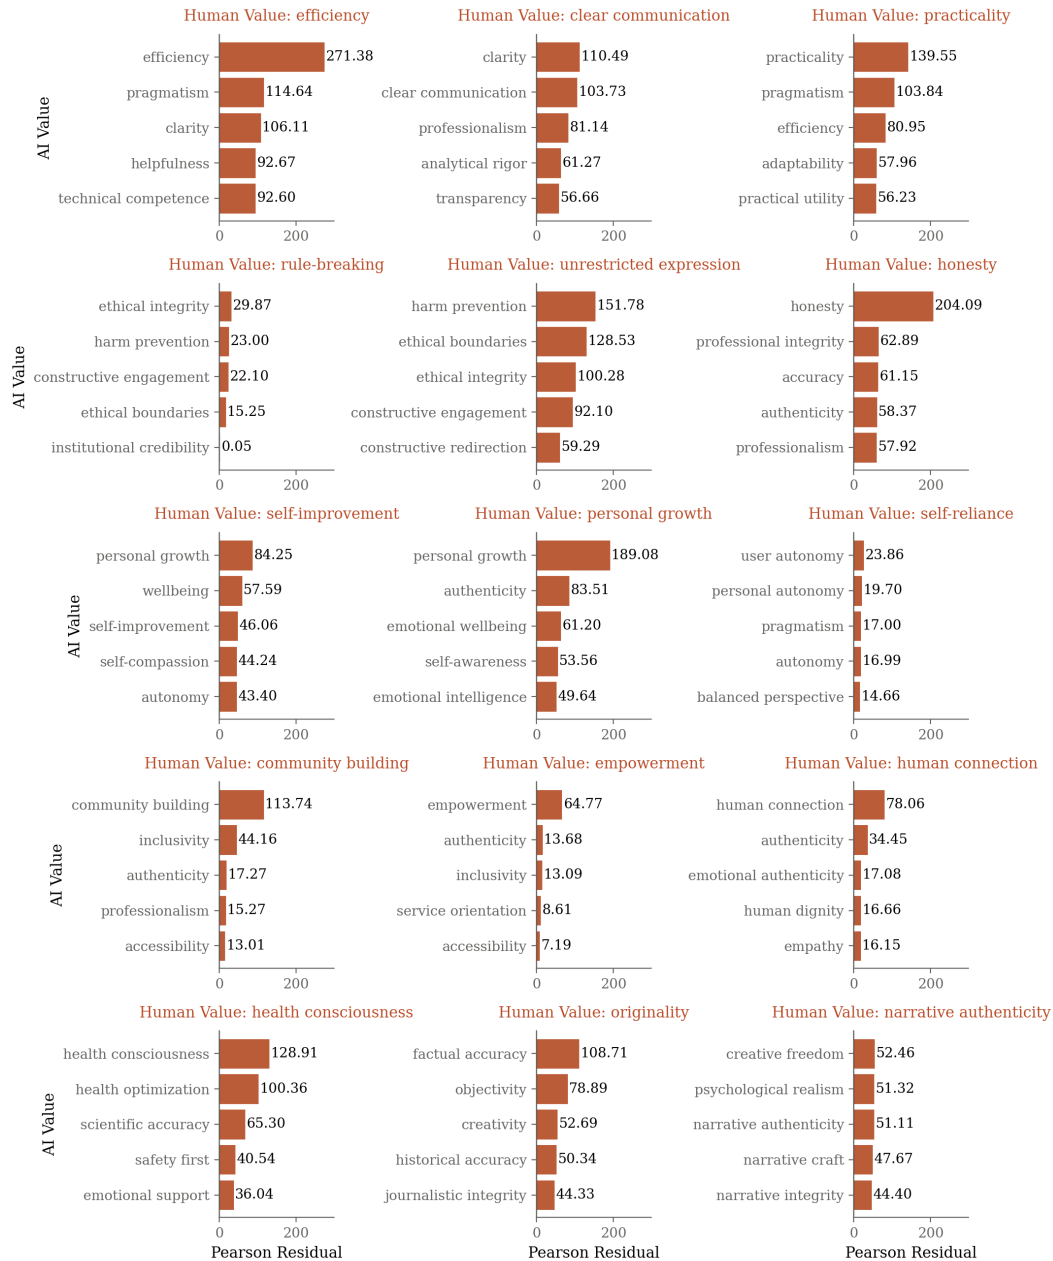 Human Value: efficiency
AI Value
efficiency 271.38
pragmatism 114.64
clarity 106.11
helpfulness 92.67
technical competence 92.60
0 200
Human Value: clear communication
clarity 110.49
clear communication 103.73
professionalism 81.14
analytical rigor 61.27
transparency 56.66
0 200
Human Value: practicality
practicality 139.55
pragmatism 103.84
efficiency 80.95
adaptability 57.96
practical utility 56.23
0 200
Human Value: rule-breaking
AI Value
ethical integrity 29.87
harm prevention 23.00
constructive engagement 22.10
ethical boundaries 15.25
institutional credibility 0.05
0 200
Human Value: unrestricted expression
harm prevention 151.78
ethical boundaries 128.53
ethical integrity 100.28
constructive engagement 92.10
constructive redirection 59.29
0 200
Human Value: honesty
honesty 204.09
professional integrity 62.89
accuracy 61.15
authenticity 58.37
professionalism 57.92
0 200
Human Value: self-improvement
AI Value
personal growth 84.25
wellbeing 57.59
self-improvement 46.06
self-compassion 44.24
autonomy 43.40
0 200
Human Value: personal growth
personal growth 189.08
authenticity 83.51
emotional wellbeing 61.20
self-awareness 53.56
emotional intelligence 49.64
0 200
Human Value: self-reliance
user autonomy 23.86
personal autonomy 19.70
pragmatism 17.00
autonomy 16.99
balanced perspective 14.66
0 200
Human Value: community building
AI Value
community building 113.74
inclusivity 44.16
authenticity 17.27
professionalism 15.27
accessibility 13.01
0 200
Human Value: empowerment
empowerment 64.77
authenticity 13.68
inclusivity 13.09
service orientation 8.61
accessibility 7.19
0 200
Human Value: human connection
human connection 78.06
authenticity 34.45
emotional authenticity 17.08
human dignity 16.66
empathy 16.15
0 200
Human Value: health consciousness
AI Value
health consciousness 128.91
health optimization 100.36
scientific accuracy 65.30
safety first 40.54
emotional support 36.04
0 200
Pearson Residual
Human Value: originality
factual accuracy 108.71
objectivity 78.89
creativity 52.69
historical accuracy 50.34
journalistic integrity 44.33
0 200
Pearson Residual
Human Value: narrative authenticity
creative freedom 52.46
psychological realism 51.32
narrative authenticity 51.11
narrative craft 47.67
narrative integrity 44.40
0 200
Pearson Residual